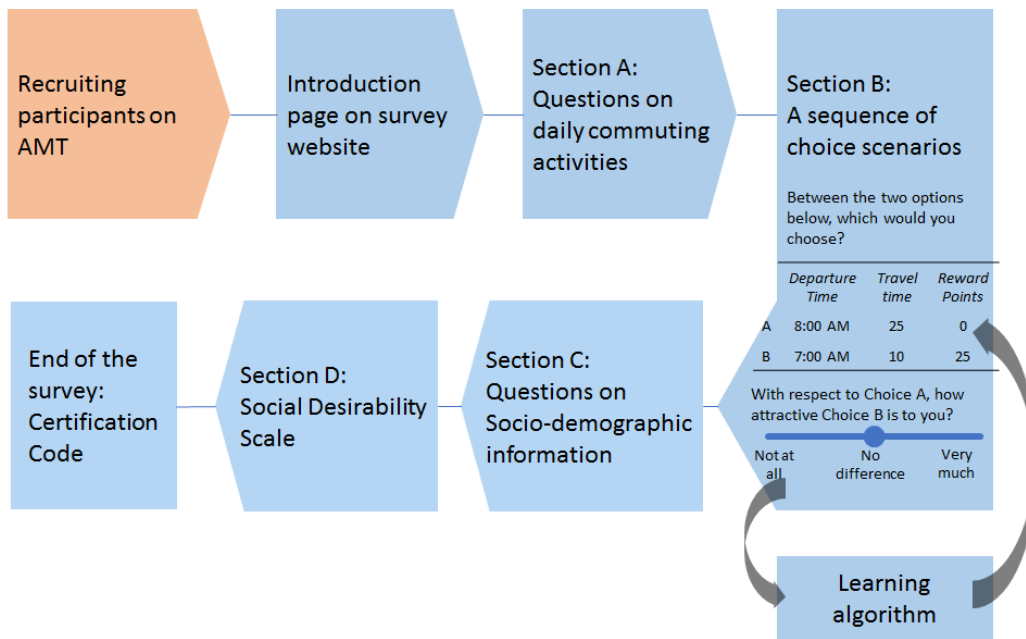 Recruiting
participants on
AMT
Introduction
page on survey
website
Section A:
Questions on
daily commuting
activities
Section B:
A sequence of
choice scenarios
Between the two options
below, which would you
choose?
Departure Time Travel time Reward Points
A 8:00 AM 25 0
B 7:00 AM 10 25
With respect to Choice A, how
attractive Choice B is to you?
Not at all No difference Very much
Learning
algorithm
Section C:
Questions on
Socio-demographic
information
Section D:
Social Desirability
Scale
End of the
survey:
Certification
Code